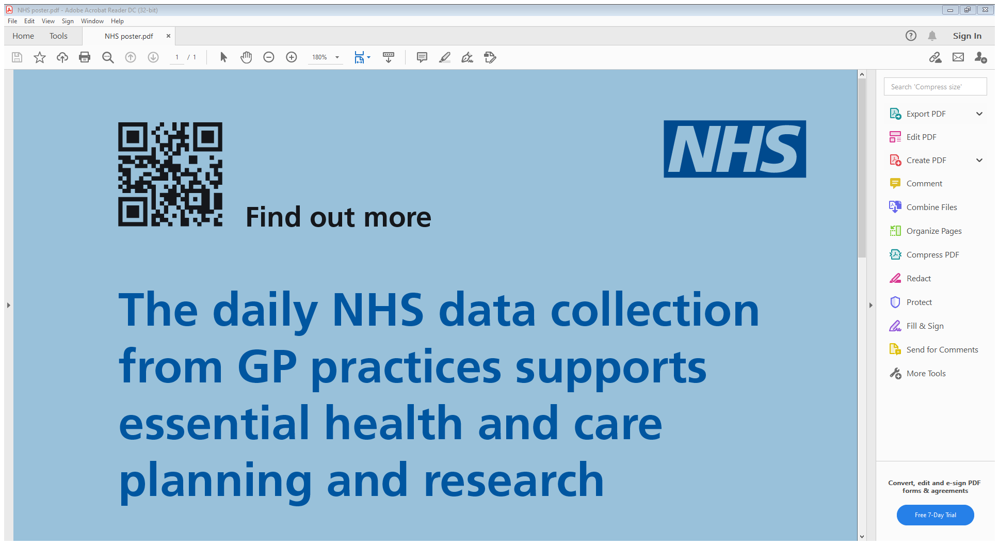 NHS poster.pdf - Adobe Acrobat Reader DC (32-bit)
File Edit View Sign Window Help
Home Tools NHS poster.pdf Sign In
1 / 1 180%
Search 'Compress size'
Export PDF
Edit PDF
Create PDF
Comment
Combine Files
Organize Pages
Compress PDF
Redact
Protect
Fill & Sign
Send for Comments
More Tools
Convert, edit and e-sign PDF
forms & agreements
Free 7-Day Trial
NHS
Find out more
The daily NHS data collection
from GP practices supports
essential health and care
planning and research